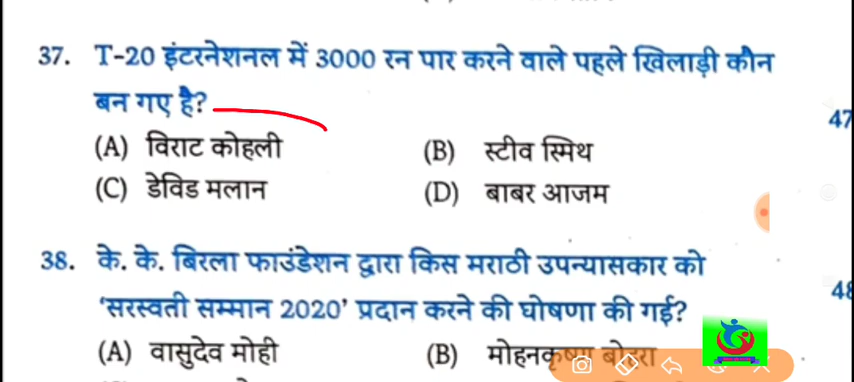 37. T-20 इंटरनेशनल में 3000 रन पार करने वाले पहले खिलाड़ी कौन
बन गए है?
(A) विराट कोहली (B) स्टीव स्मिथ
(C) डेविड मलान (D) बाबर आजम
47
38. के. के. बिरला फाउंडेशन द्वारा किस मराठी उपन्यासकार को
'सरस्वती सम्मान 2020' प्रदान करने की घोषणा की गई?
(A) वासुदेव मोही (B) मोहनकृष्ण बोहरा
48